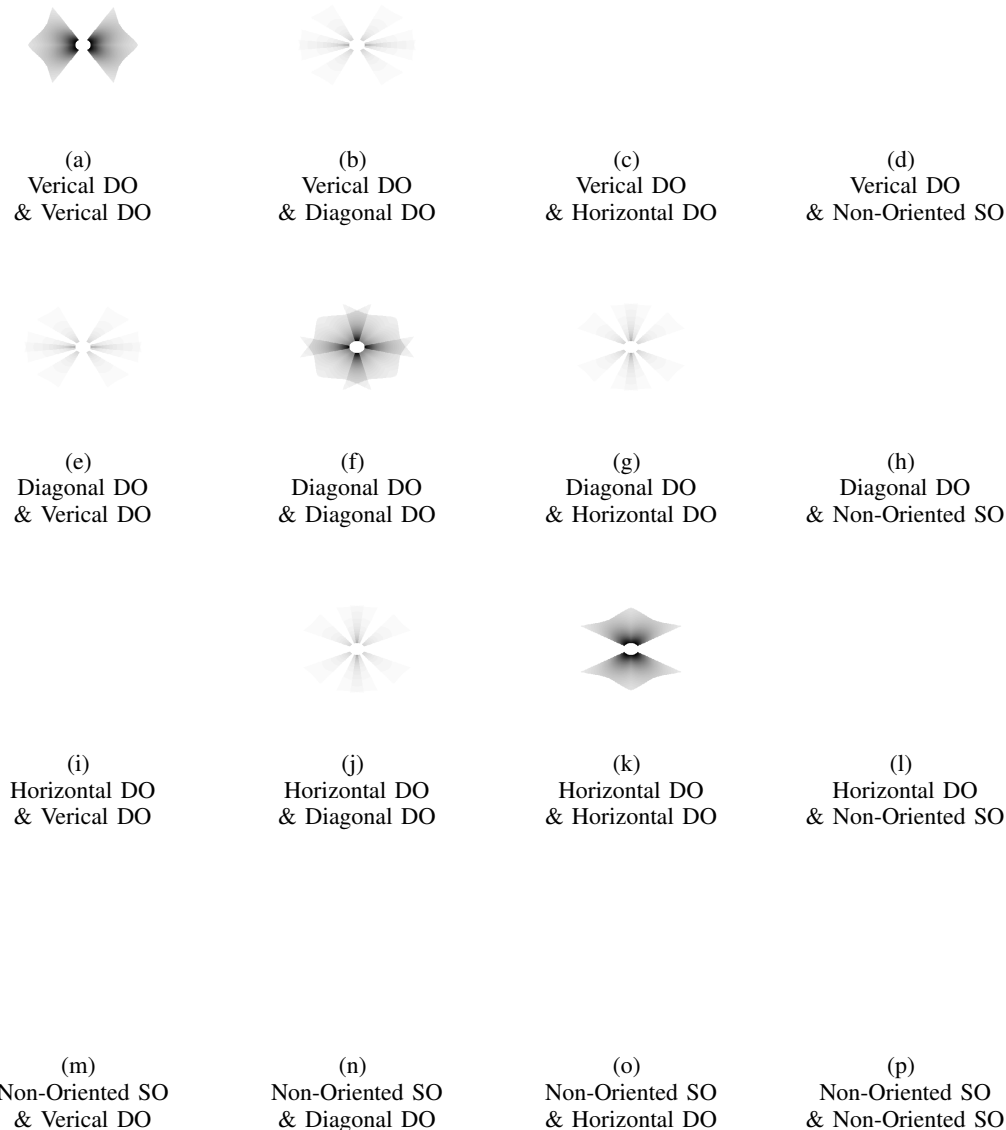 (a) (b) (c) (d)
Verical DO Verical DO Verical DO Verical DO
& Verical DO & Diagonal DO & Horizontal DO & Non-Oriented SO
(e) (f) (g) (h)
Diagonal DO Diagonal DO Diagonal DO Diagonal DO
& Verical DO & Diagonal DO & Horizontal DO & Non-Oriented SO
(i) (j) (k) (l)
Horizontal DO Horizontal DO Horizontal DO Horizontal DO
& Verical DO & Diagonal DO & Horizontal DO & Non-Oriented SO
(m) (n) (o) (p)
Non-Oriented SO Non-Oriented SO Non-Oriented SO Non-Oriented SO
& Verical DO & Diagonal DO & Horizontal DO & Non-Oriented SO